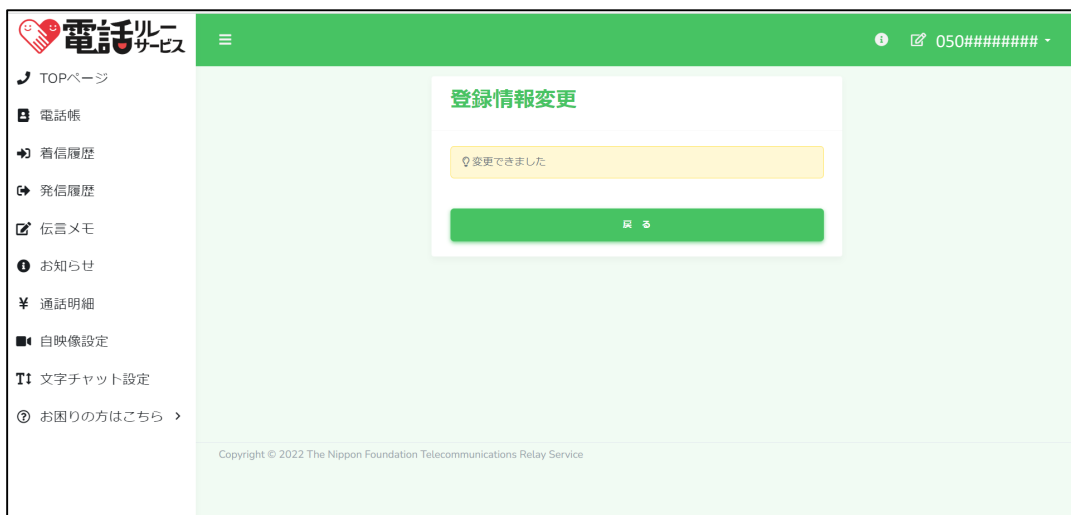 電話リレーサービス
050########
TOPページ
電話帳
着信履歴
発信履歴
伝言メモ
お知らせ
通話明細
自映像設定
文字チャット設定
お困りの方はこちら
登録情報変更
変更できました
戻る
Copyright © 2022 The Nippon Foundation Telecommunications Relay Service